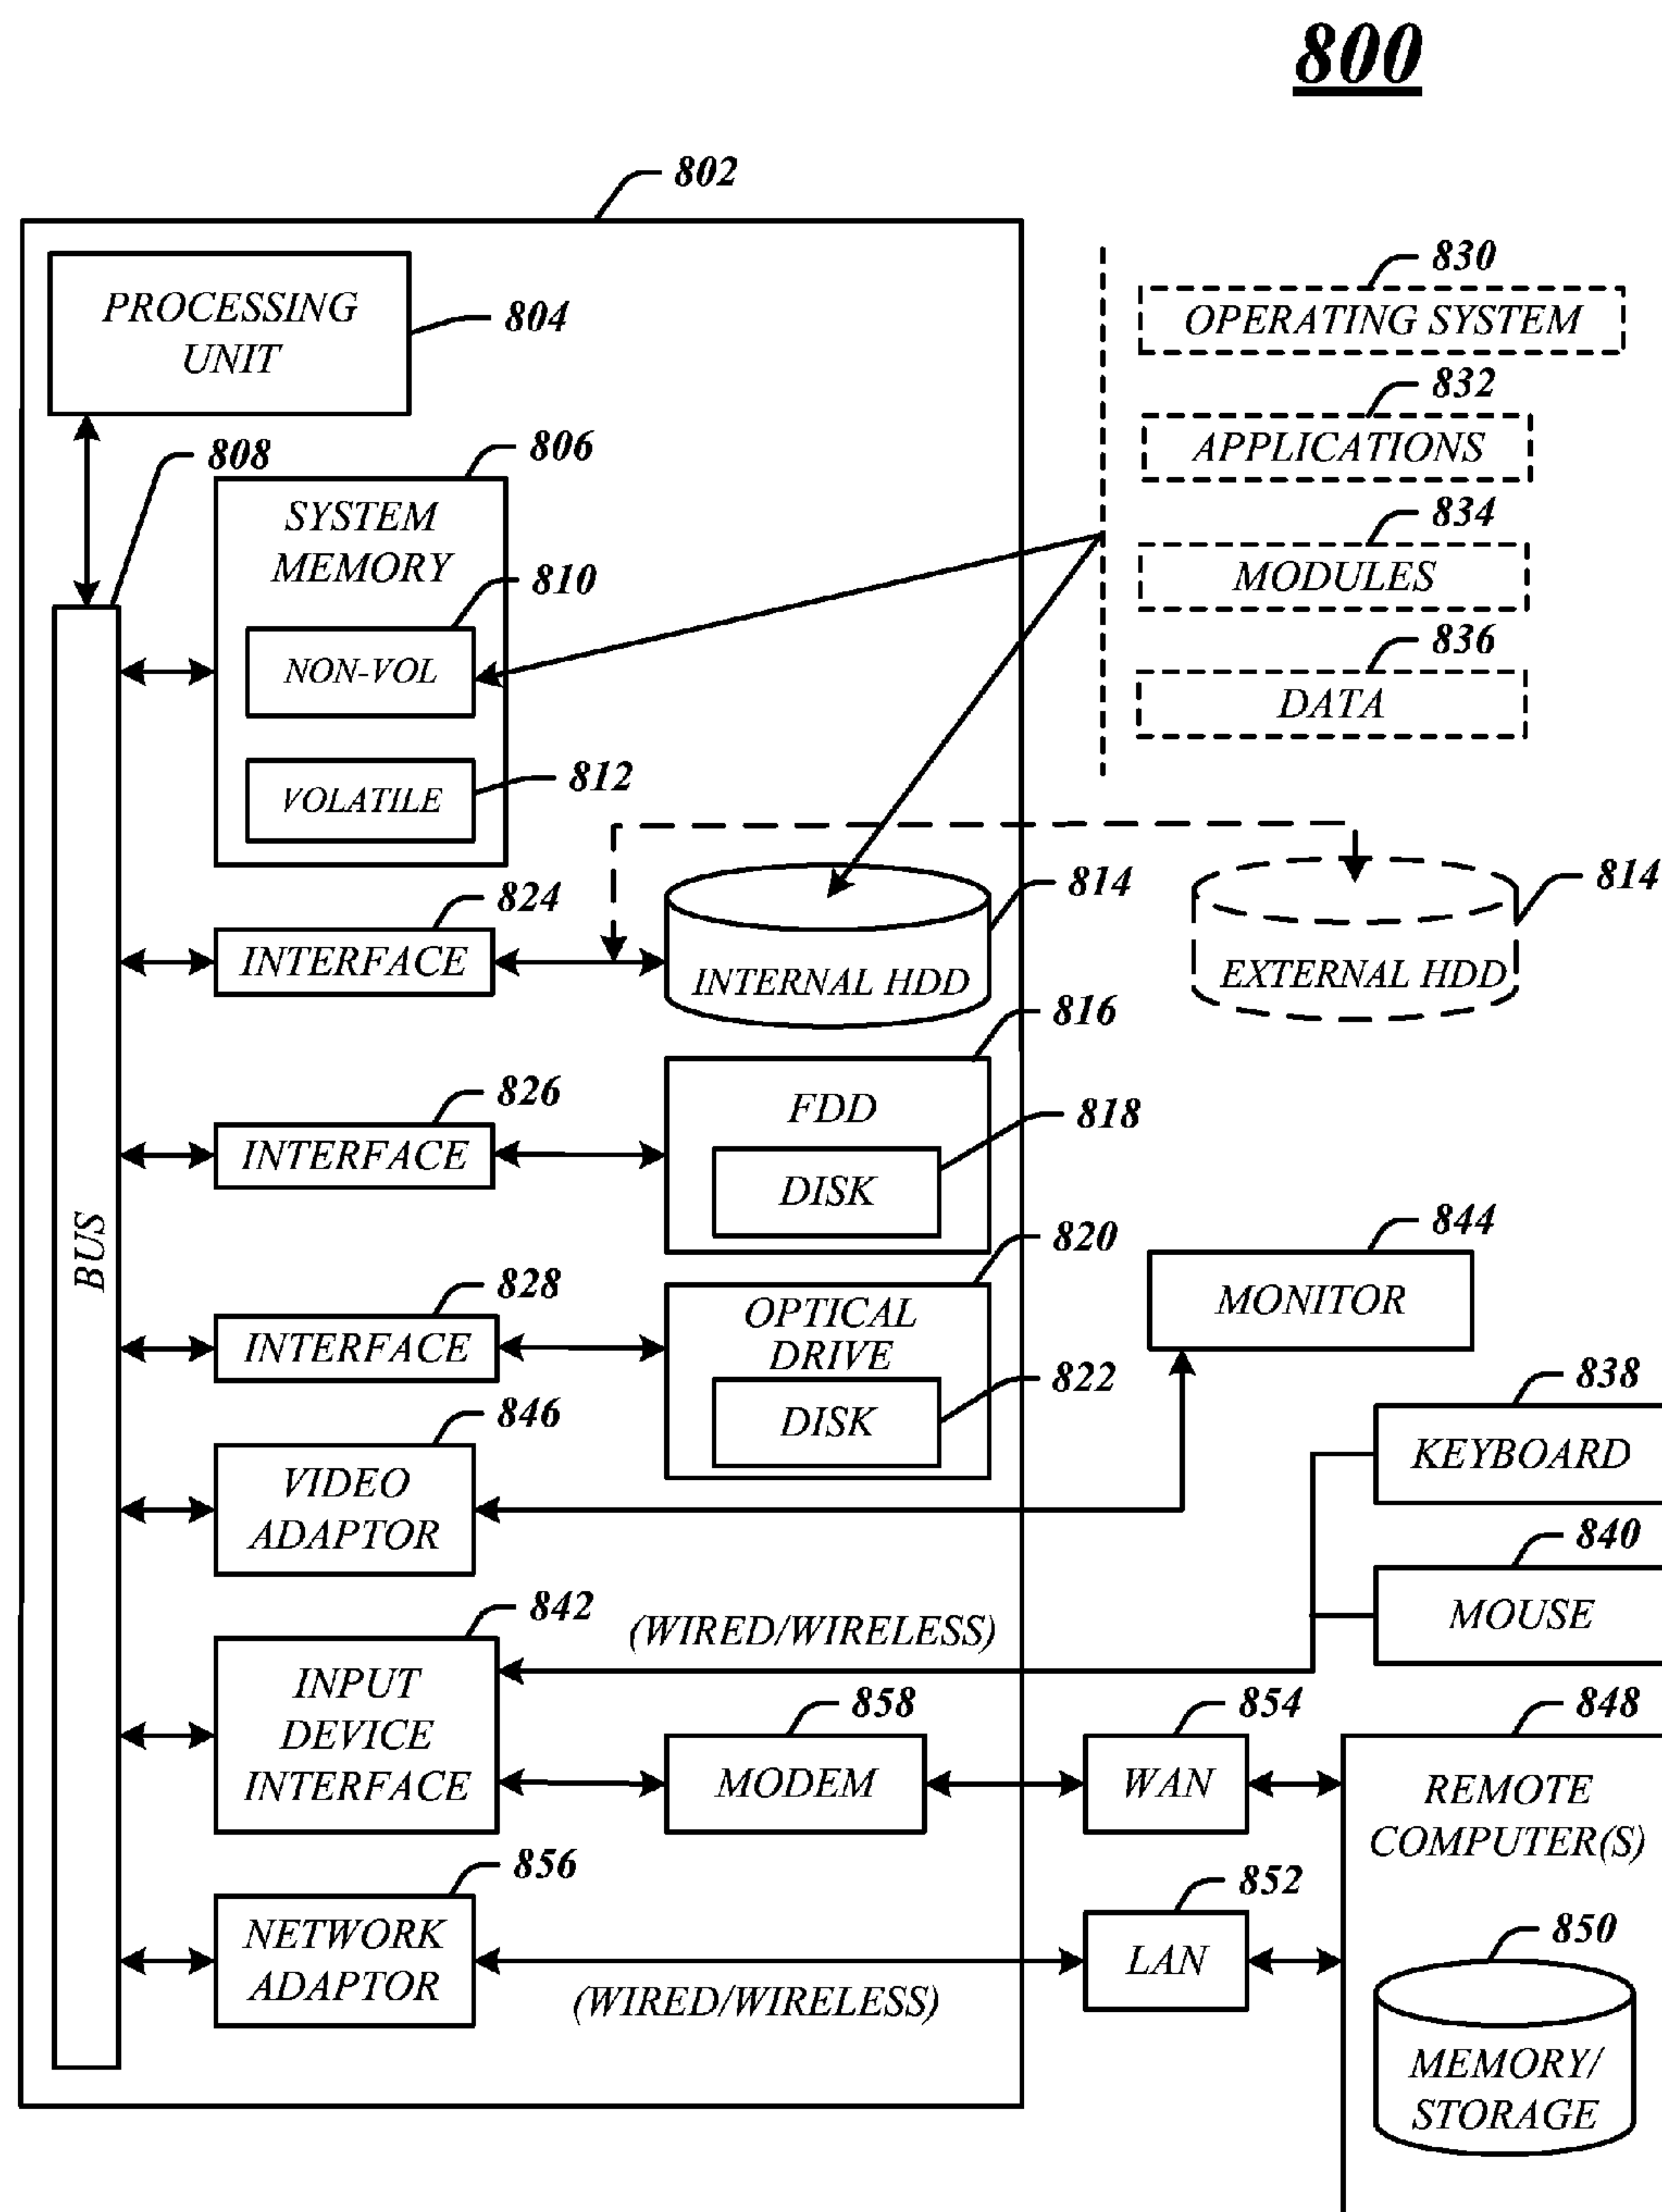 800
802
PROCESSING
UNIT
804
808
806
SYSTEM
MEMORY
810
NON-VOL
812
VOLATILE
830
OPERATING SYSTEM
832
APPLICATIONS
834
MODULES
836
DATA
824
INTERFACE
814
INTERNAL HDD
814
EXTERNAL HDD
826
INTERFACE
816
FDD
818
DISK
BUS
828
INTERFACE
820
OPTICAL
DRIVE
822
DISK
844
MONITOR
846
VIDEO
ADAPTOR
838
KEYBOARD
840
MOUSE
842
INPUT
DEVICE
INTERFACE
(WIRED/WIRELESS)
858
MODEM
854
WAN
848
REMOTE
COMPUTER(S)
856
NETWORK
ADAPTOR
(WIRED/WIRELESS)
852
LAN
850
MEMORY/
STORAGE